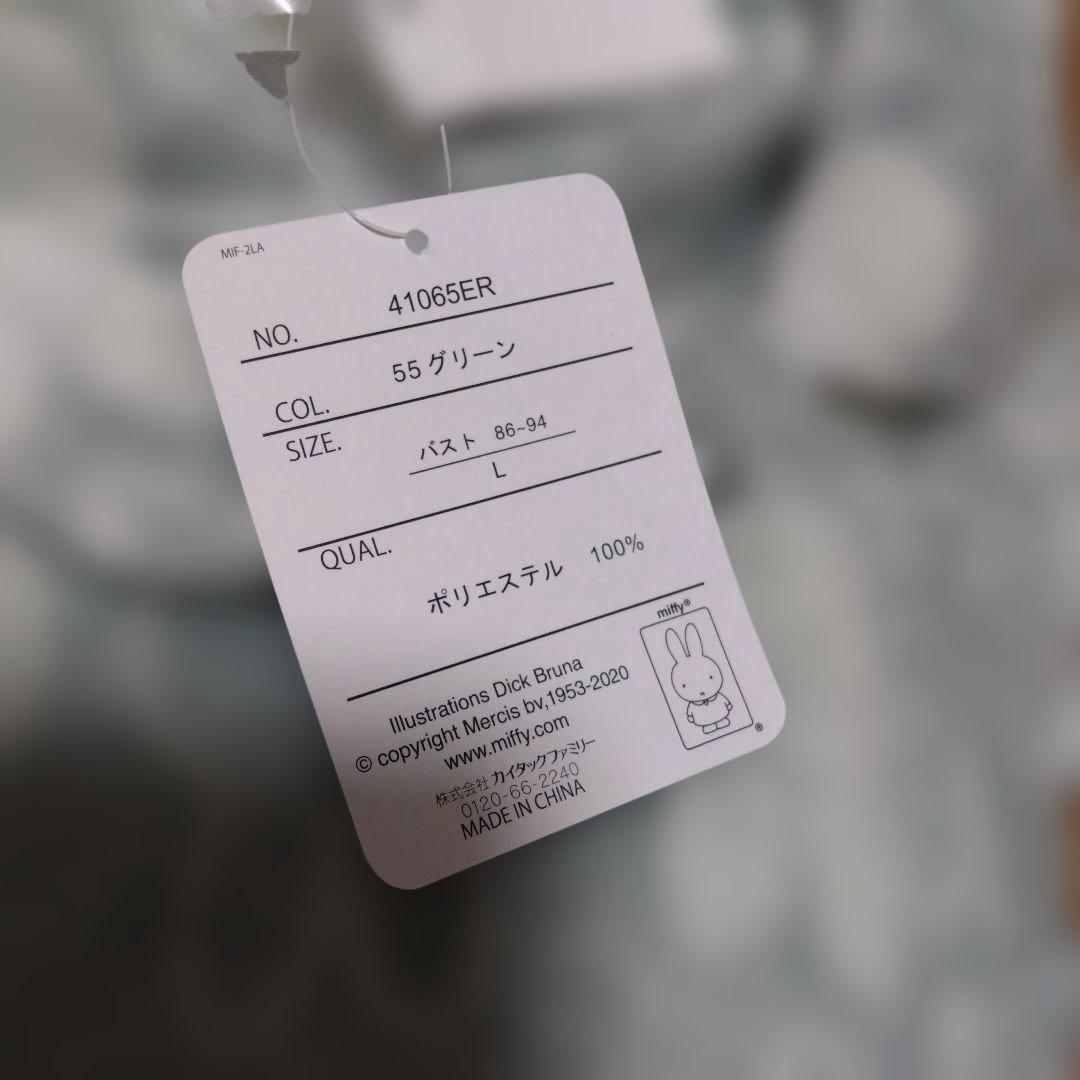 MIF-2LA
NO. 41065ER
COL. 55 グリーン
SIZE. バスト 86~94
L
QUAL.
ポリエステル 100%
miffy®
Illustrations Dick Bruna
© copyright Mercis bv,1953-2020
www.miffy.com
®
株式会社カイタックファミリー
0120-66-2240
MADE IN CHINA